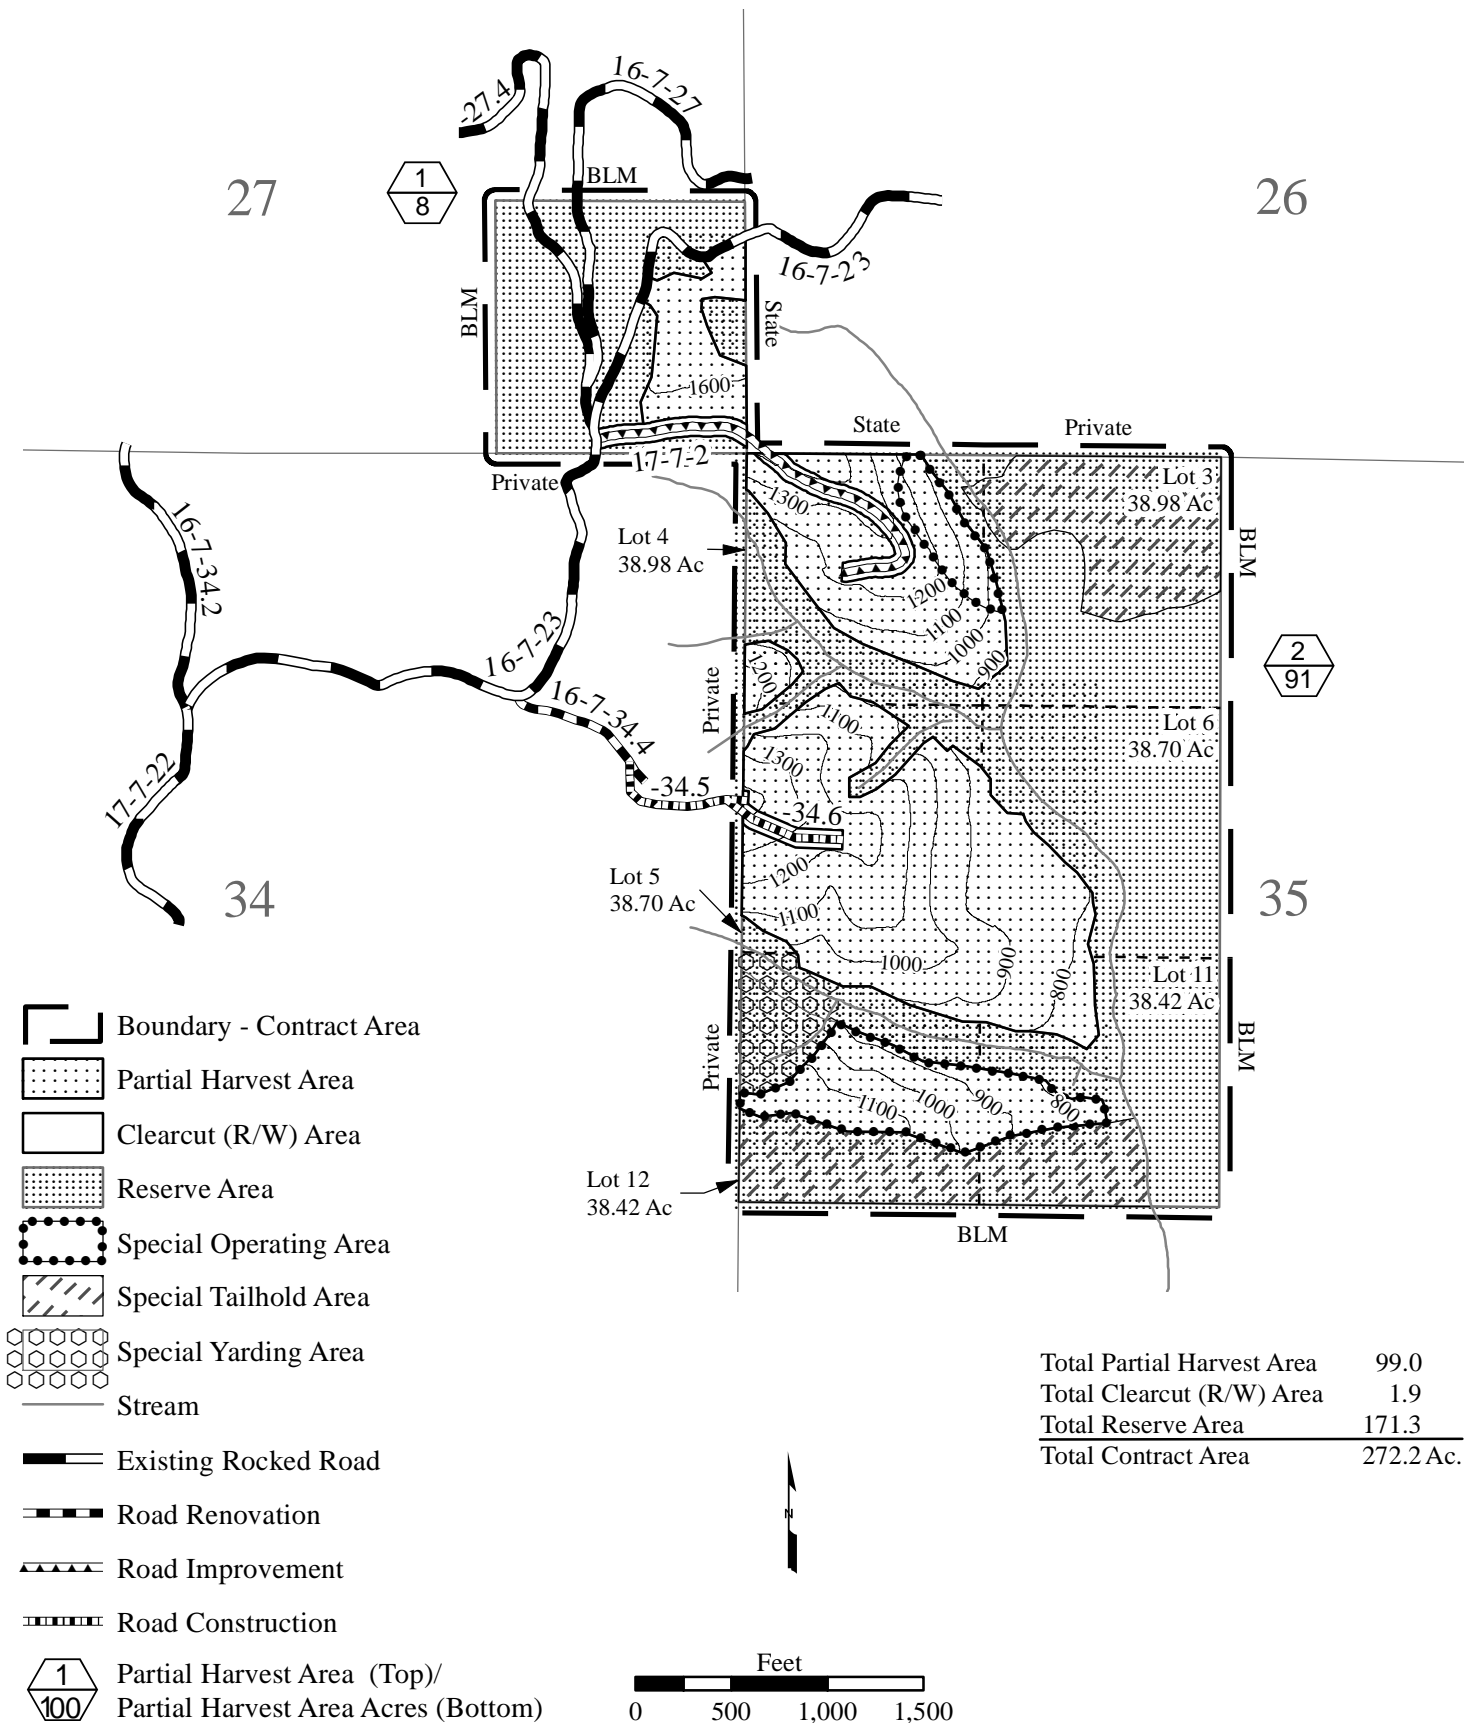 -27.4
16-7-27
27
1
8
BLM
26
16-7-23
BLM
State
1600
State
Private
17-7-2
Private
Lot 3
38.98 Ac
1300
16-7-34.2
Lot 4
38.98 Ac
BLM
1200
1100
1000
900
16-7-23
1200
2
91
16-7-34.4
Private
1100
Lot 6
38.70 Ac
1300
17-7-22
-34.5
-34.6
1200
Lot 5
38.70 Ac
34
35
1100
1000
900
800
Lot 11
38.42 Ac
Boundary - Contract Area
Private
BLM
Partial Harvest Area
1100
1000
900
800
Clearcut (R/W) Area
Reserve Area
Lot 12
38.42 Ac
BLM
Special Operating Area
Special Tailhold Area
Special Yarding Area
Stream
Existing Rocked Road
Road Renovation
Road Improvement
Road Construction
1
100
Partial Harvest Area (Top)/
Partial Harvest Area Acres (Bottom)
Total Partial Harvest Area 99.0
Total Clearcut (R/W) Area 1.9
Total Reserve Area 171.3
Total Contract Area 272.2 Ac.
N
Feet
0 500 1,000 1,500